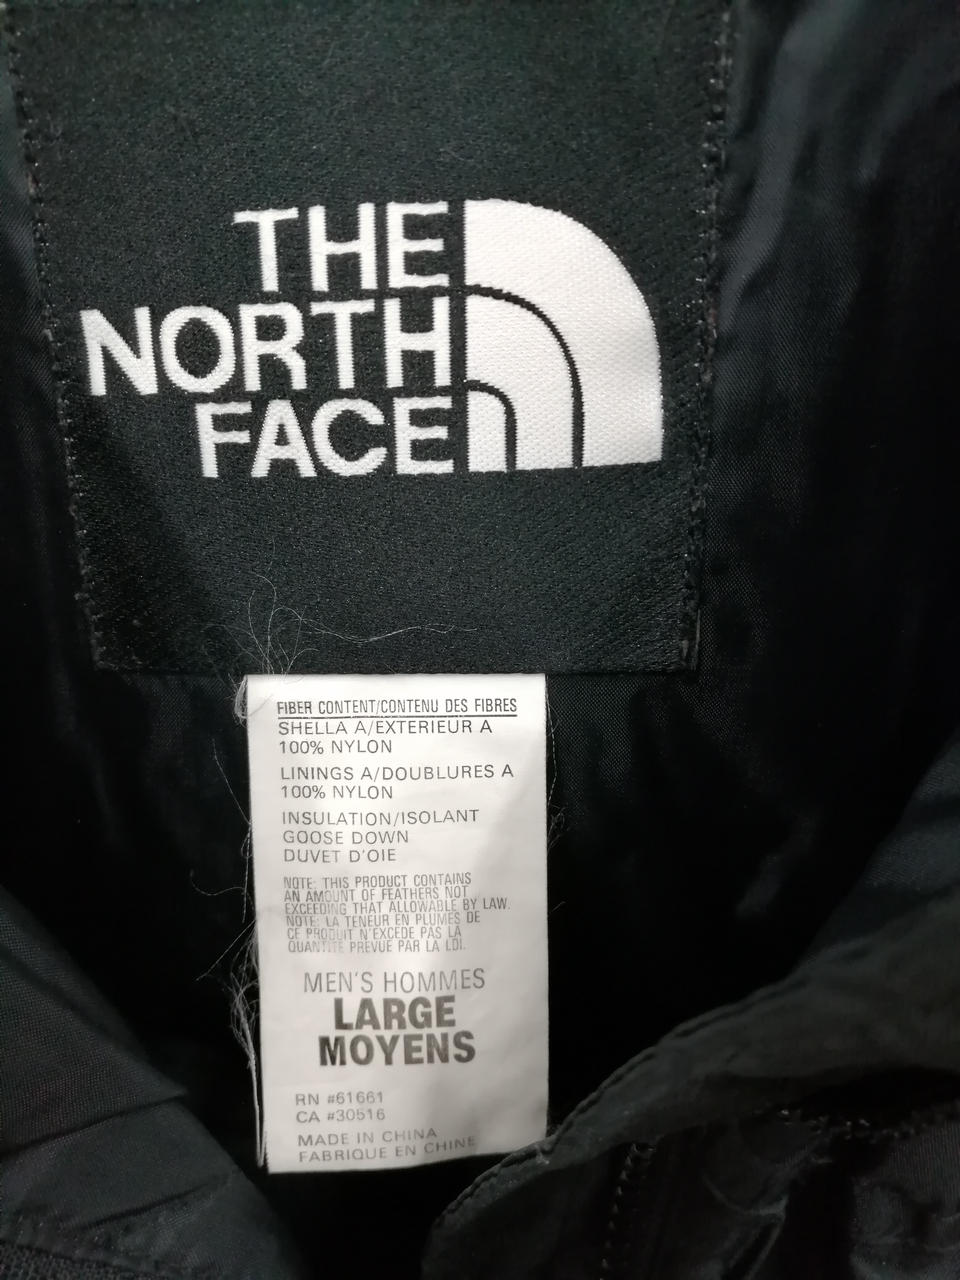 THE
NORTH
FACE
FIBER CONTENT/CONTENU DES FIBRES
SHELLA A/EXTERIEUR A
100% NYLON
LININGS A/DOUBLURES A
100% NYLON
INSULATION/ISOLANT
GOOSE DOWN
DUVET D'OIE
NOTE: THIS PRODUCT CONTAINS
AN AMOUNT OF FEATHERS NOT
EXCEEDING THAT ALLOWABLE BY LAW.
NOTE: LA TENEUR EN PLUMES DE
CE PRODUIT N'EXCEDE PAS LA
QUANTITE PREVUE PAR LA LOI.
MEN'S HOMMES
LARGE
MOYENS
RN #61661
CA #30516
MADE IN CHINA
FABRIQUE EN CHINE